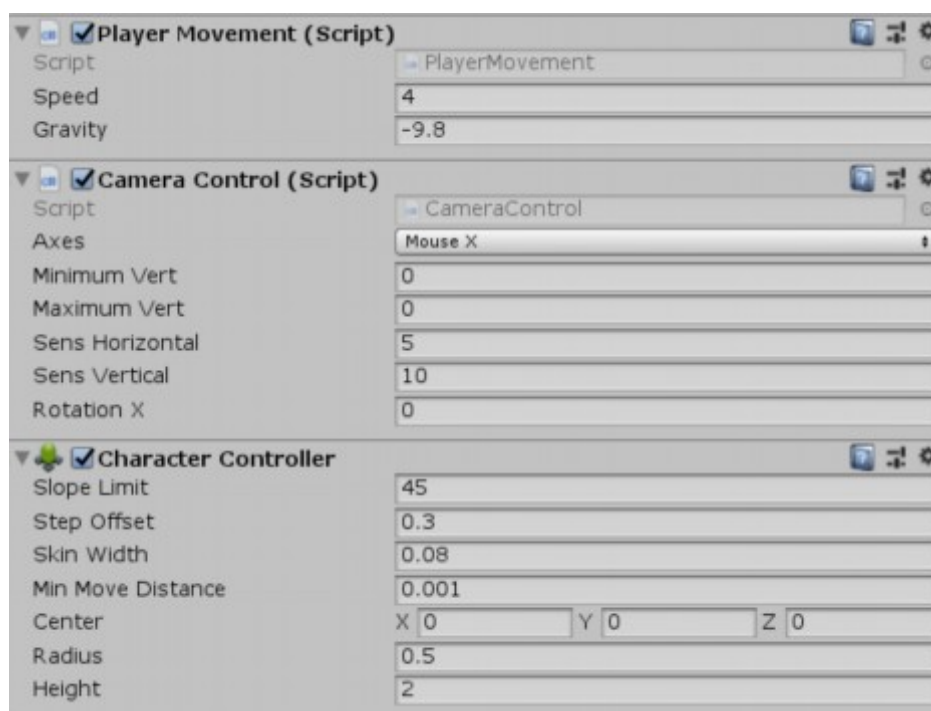 Player Movement (Script)
Script PlayerMovement
Speed 4
Gravity -9.8
Camera Control (Script)
Script CameraControl
Axes Mouse X
Minimum Vert 0
Maximum Vert 0
Sens Horizontal 5
Sens Vertical 10
Rotation X 0
Character Controller
Slope Limit 45
Step Offset 0.3
Skin Width 0.08
Min Move Distance 0.001
Center X 0 Y 0 Z 0
Radius 0.5
Height 2